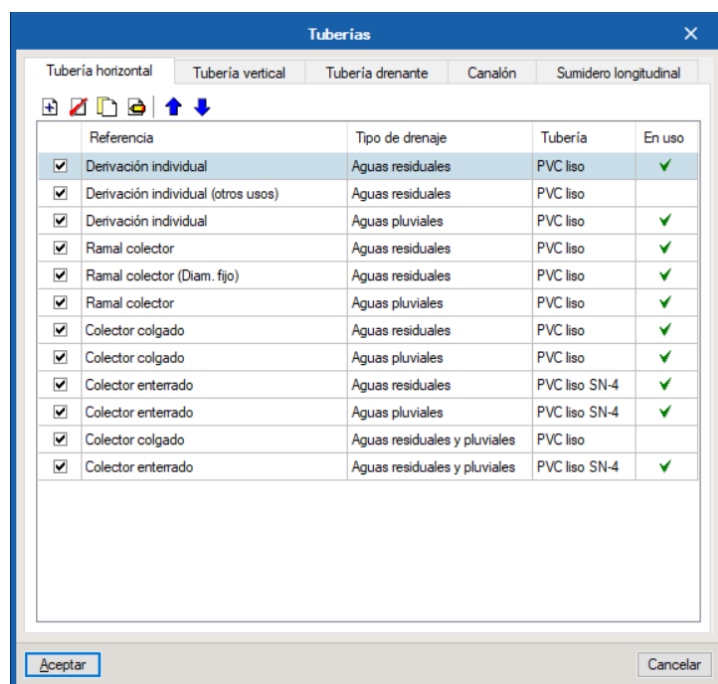 Tuberías
Tubería horizontal Tubería vertical Tubería drenante Canalón Sumidero longitudinal
Referencia Tipo de drenaje Tubería En uso
Derivación individual Aguas residuales PVC liso
Derivación individual (otros usos) Aguas residuales PVC liso
Derivación individual Aguas pluviales PVC liso
Ramal colector Aguas residuales PVC liso
Ramal colector (Diam. fijo) Aguas residuales PVC liso
Ramal colector Aguas pluviales PVC liso
Colector colgado Aguas residuales PVC liso
Colector colgado Aguas pluviales PVC liso
Colector enterrado Aguas residuales PVC liso SN-4
Colector enterrado Aguas pluviales PVC liso SN-4
Colector colgado Aguas residuales y pluviales PVC liso
Colector enterrado Aguas residuales y pluviales PVC liso SN-4
Aceptar Cancelar